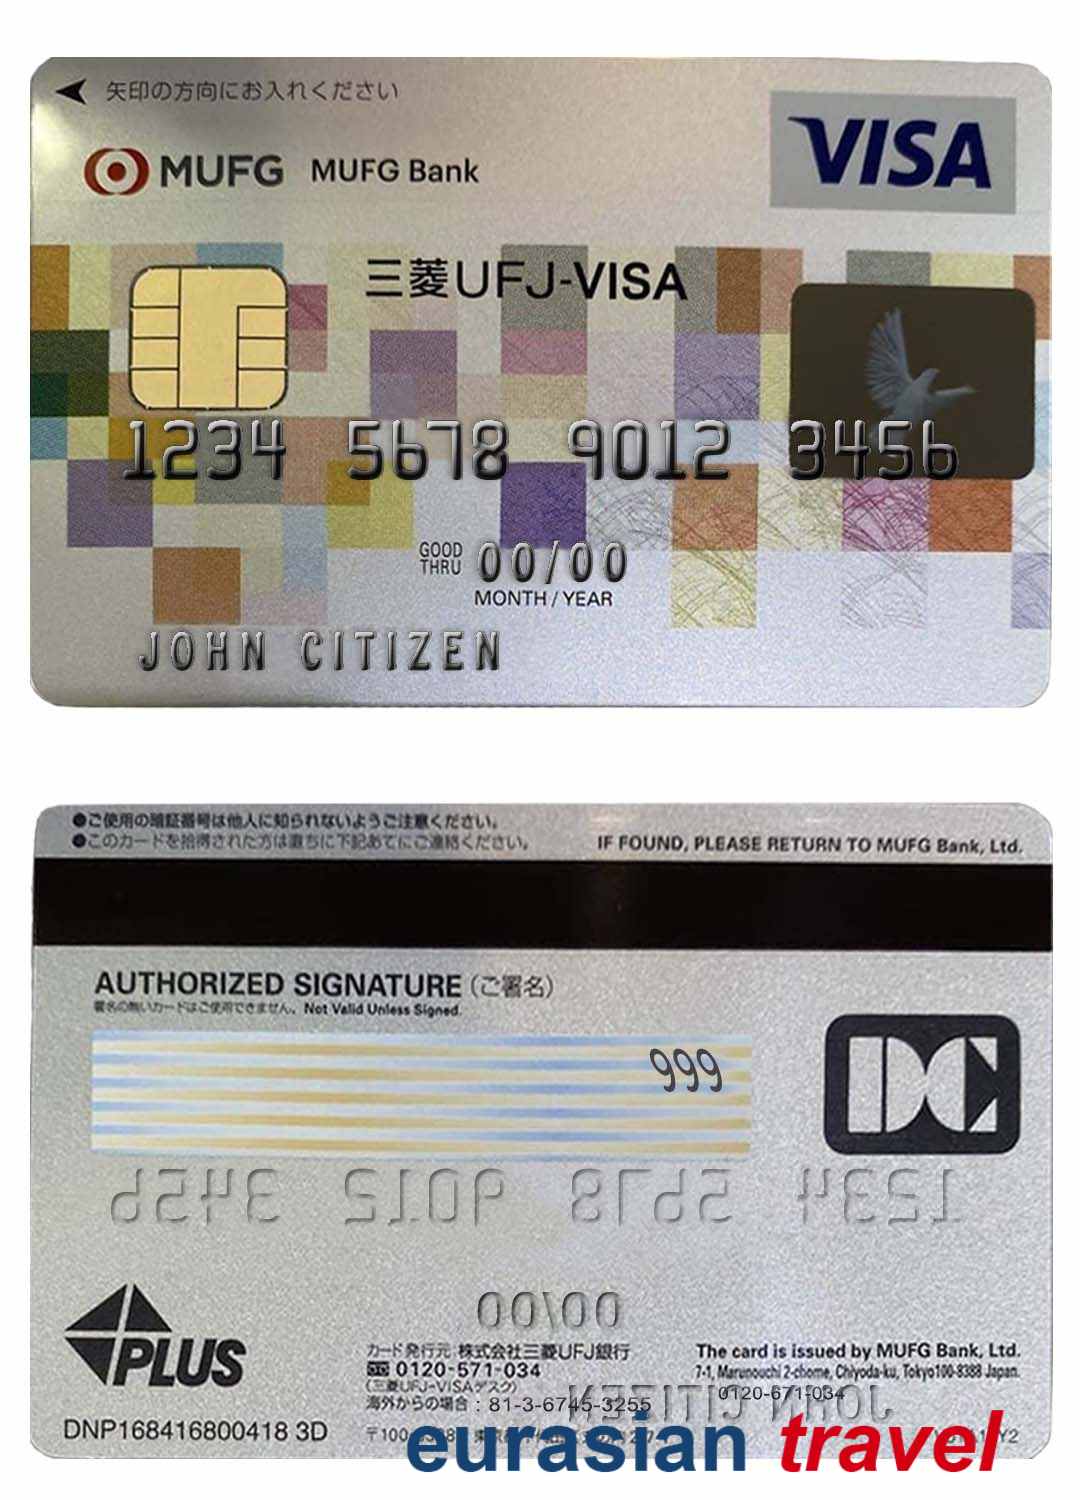 矢印の方向にお入れください
MUFG MUFG Bank
VISA
三菱UFJ-VISA
1234 5678 9012 3456
GOOD THRU 00/00
MONTH / YEAR
JOHN CITIZEN
●ご使用の暗証番号は他人に知られないようご注意ください。
●このカードを拾得された方は直ちに下記あてにご連絡ください。
IF FOUND, PLEASE RETURN TO MUFG Bank, Ltd.
AUTHORIZED SIGNATURE (ご署名)
署名の無いカードはご使用できません。 Not Valid Unless Signed.
999
DC
1234 5678 9012 3456
00/00
PLUS
カード発行元:株式会社三菱UFJ銀行
0120-571-034
(三菱UFJ-VISAデスク)
海外からの場合:81-3-6745-3255
The card is issued by MUFG Bank, Ltd.
7-1, Marunouchi 2-chome, Chiyoda-ku, Tokyo100-8388 Japan.
0120-671-034
JOHN CITIZEN
DNP168416800418 3D
eurasian travel